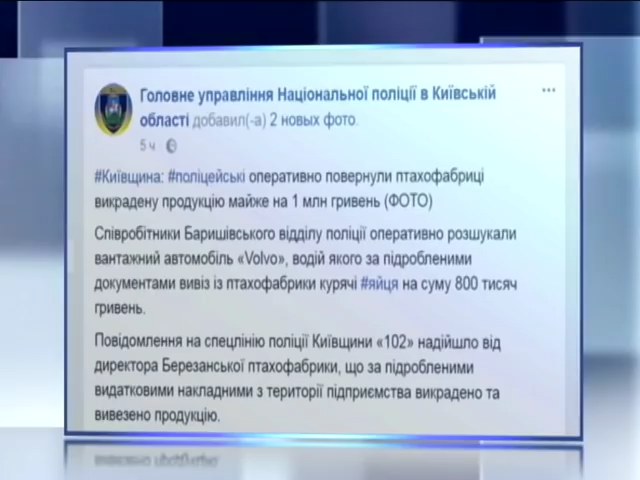 Головне управління Національної поліції в Київській
області добавил(-а) 2 новых фото.
5 ч
#Київщина: #поліцейські оперативно повернули птахофабриці
викрадену продукцію майже на 1 млн гривень (ФОТО)
Співробітники Баришівського відділу поліції оперативно розшукали
вантажний автомобіль «Volvo», водій якого за підробленими
документами вивіз із птахофабрики курячі #яйця на суму 800 тисяч
гривень.
Повідомлення на спецлінію поліції Київщини «102» надійшло від
директора Березанської птахофабрики, що за підробленими
видатковими накладними з території підприємства викрадено та
вивезено продукцію.